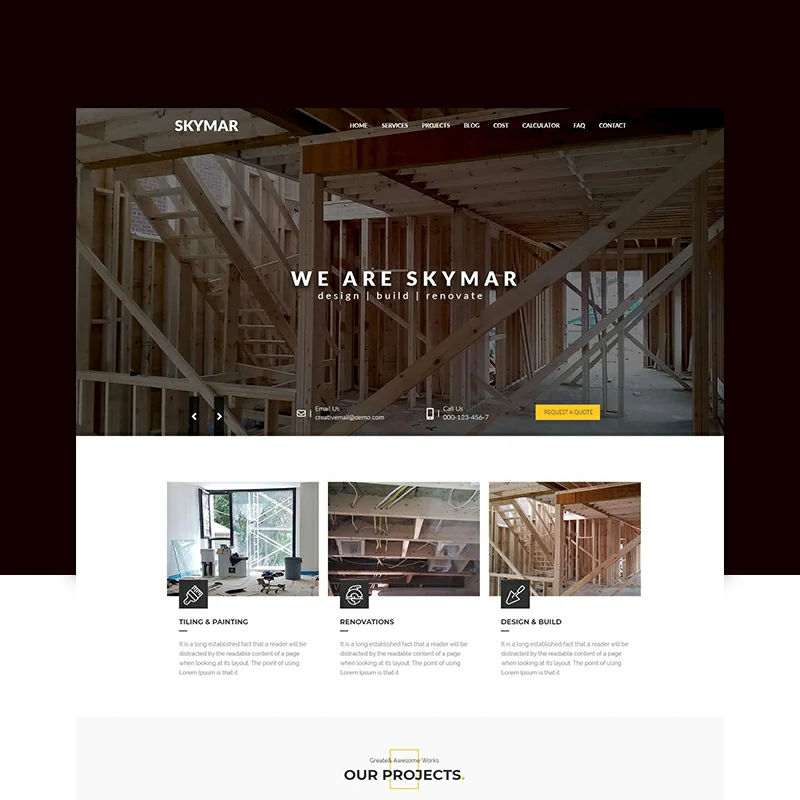 SKYMAR
HOME SERVICES PROJECTS BLOG COST CALCULATOR FAQ CONTACT
WE ARE SKYMAR
design | build | renovate
Email Us
creativemail@demo.com
Call Us
000-123-456-7
REQUEST A QUOTE
TILING & PAINTING
It is a long established fact that a reader will be
distracted by the readable content of a page
when looking at its layout. The point of using
Lorem Ipsum is that it
RENOVATIONS
It is a long established fact that a reader will be
distracted by the readable content of a page
when looking at its layout. The point of using
Lorem Ipsum is that it
DESIGN & BUILD
It is a long established fact that a reader will be
distracted by the readable content of a page
when looking at its layout. The point of using
Lorem Ipsum is that it
Greate& Awesome Works
OUR PROJECTS.